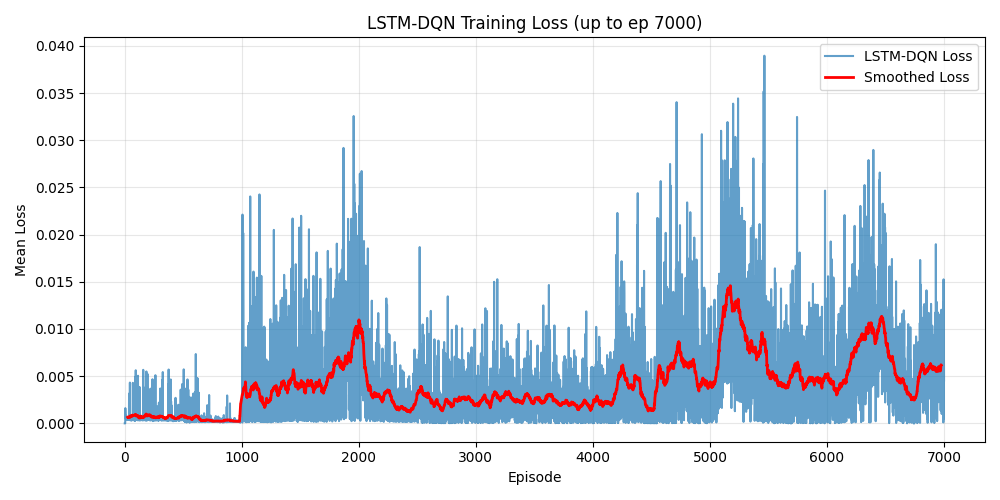 LSTM-DQN Training Loss (up to ep 7000)
LSTM-DQN Loss
Smoothed Loss
Mean Loss
0.040
0.035
0.030
0.025
0.020
0.015
0.010
0.005
0.000
0 1000 2000 3000 4000 5000 6000 7000
Episode